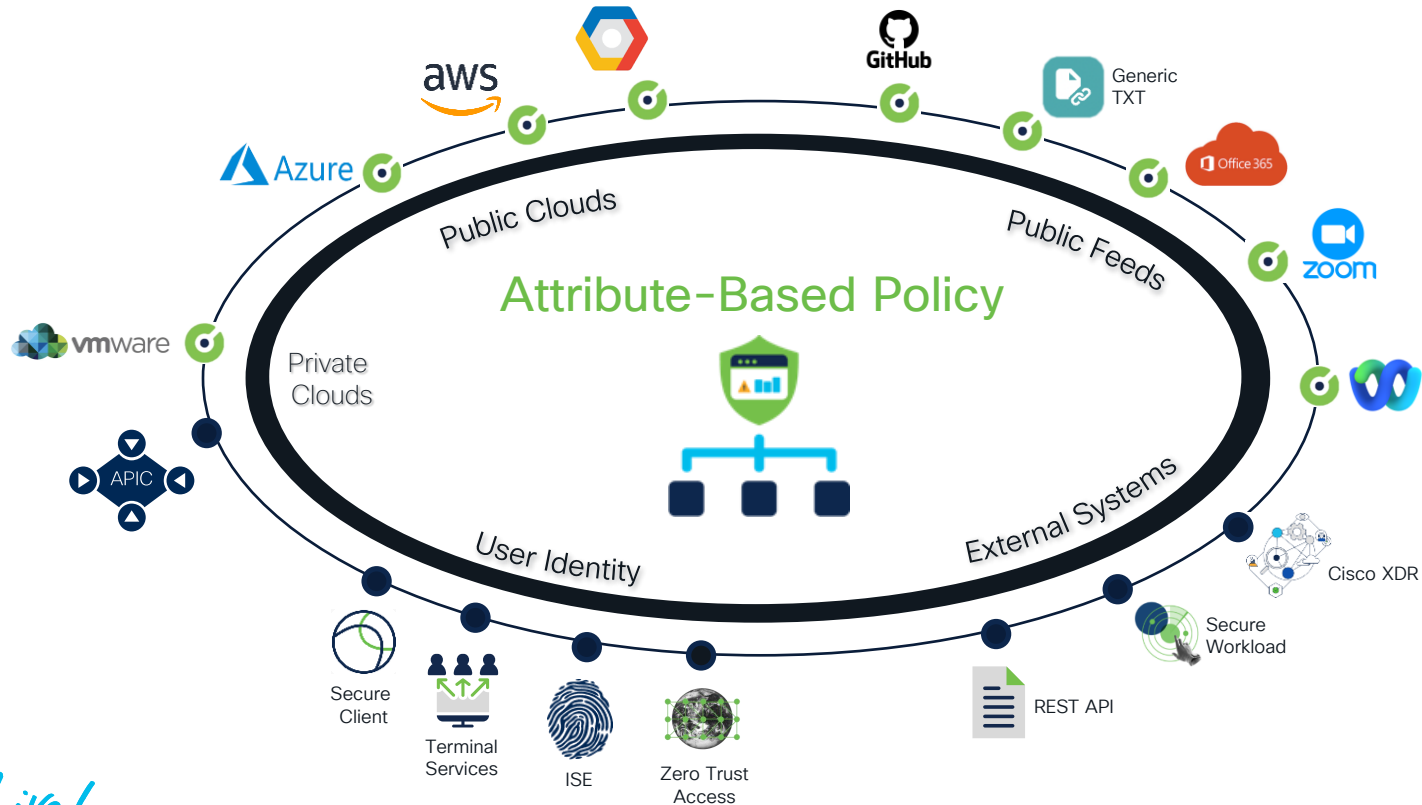 aws
GitHub
Generic
TXT
Azure
Office 365
Public Clouds
Public Feeds
zoom
Attribute-Based Policy
vmware
Private
Clouds
APIC
User Identity
External Systems
Cisco XDR
Secure
Workload
REST API
Secure
Client
Terminal
Services
ISE
Zero Trust
Access